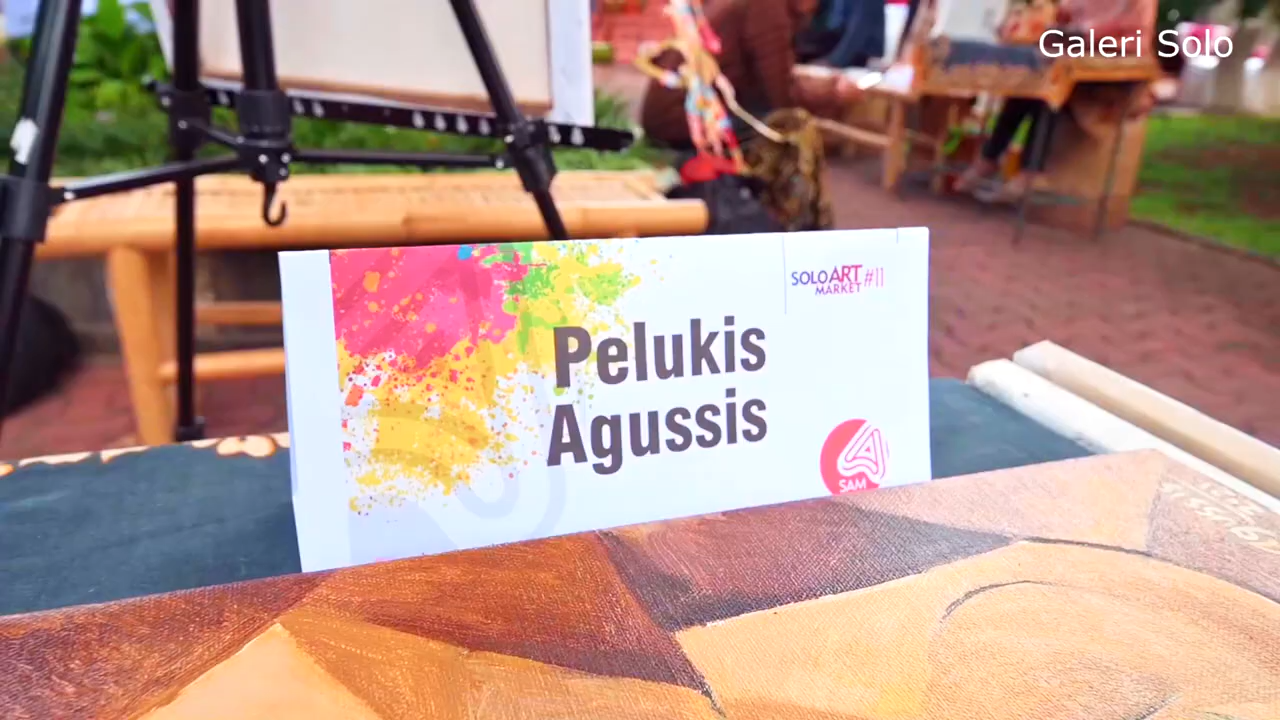 Galeri Solo
SOLO ART #11
MARKET
Pelukis
Agussis
SAM